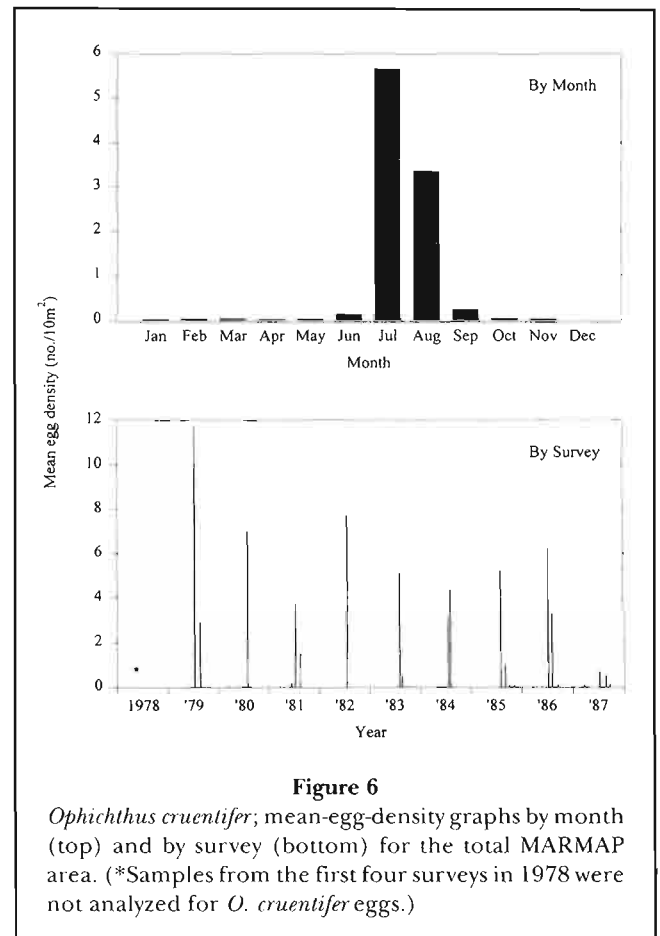 Mean egg density (no./10m²)
6
5
4
3
2
1
0
By Month
Jan Feb Mar Apr May Jun Jul Aug Sep Oct Nov Dec
Month
12
10
8
6
4
2
0
By Survey
*
1978 '79 '80 '81 '82 '83 '84 '85 '86 '87
Year
Figure 6
Ophichthus cruentifer; mean-egg-density graphs by month
(top) and by survey (bottom) for the total MARMAP
area. (*Samples from the first four surveys in 1978 were
not analyzed for O. cruentifer eggs.)